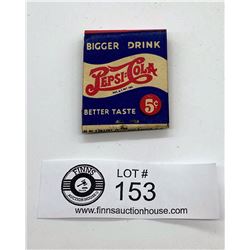 BIGGER DRINK
PEPSI-COLA
BETTER TASTE
5¢
FINNS
LOT #
153
www.finnsauctionhouse.com